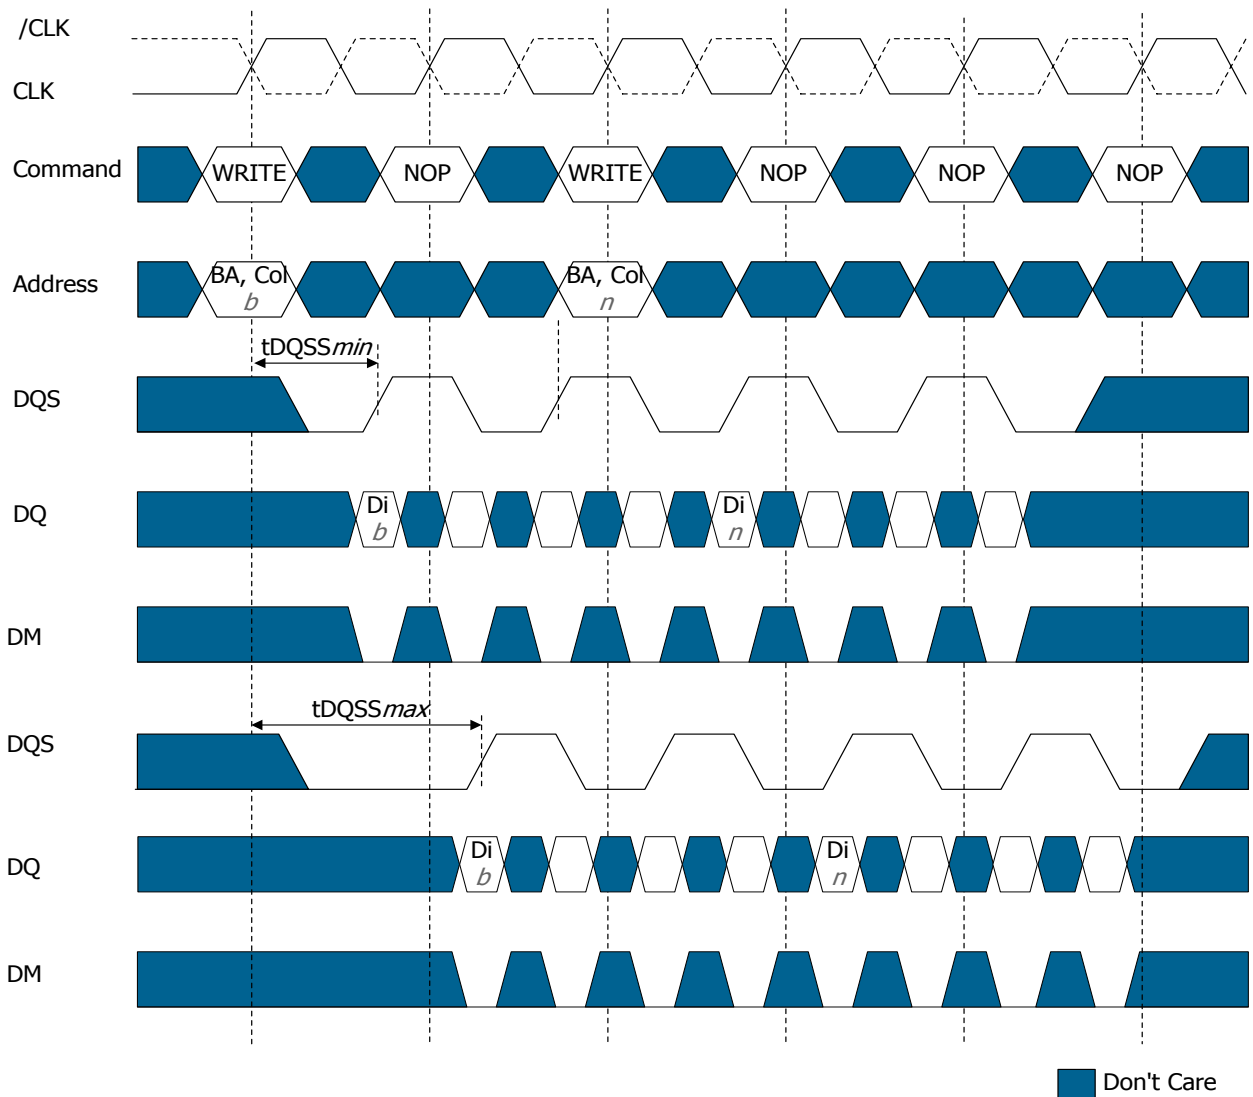 /CLK
CLK
Command
WRITE
NOP
WRITE
NOP
NOP
NOP
Address
BA, Col
b
BA, Col
n
tDQSSmin
DQS
DQ
Di
b
Di
n
DM
tDQSSmax
DQS
DQ
Di
b
Di
n
DM
Don't Care